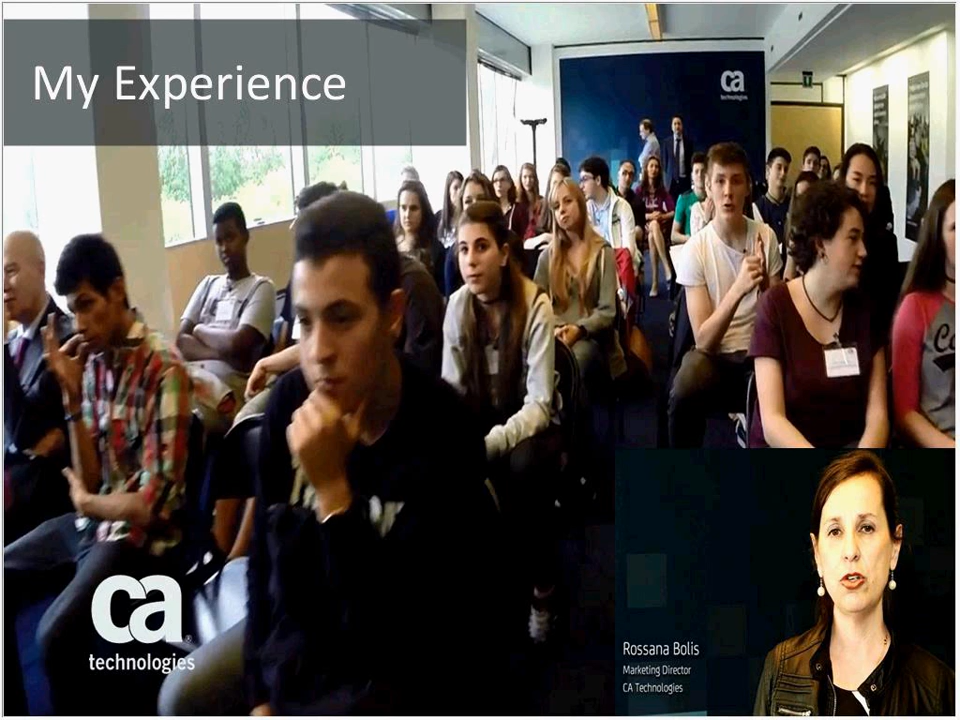 My Experience
ca
technologies
ca
technologies
Rossana Bolis
Marketing Director
CA Technologies